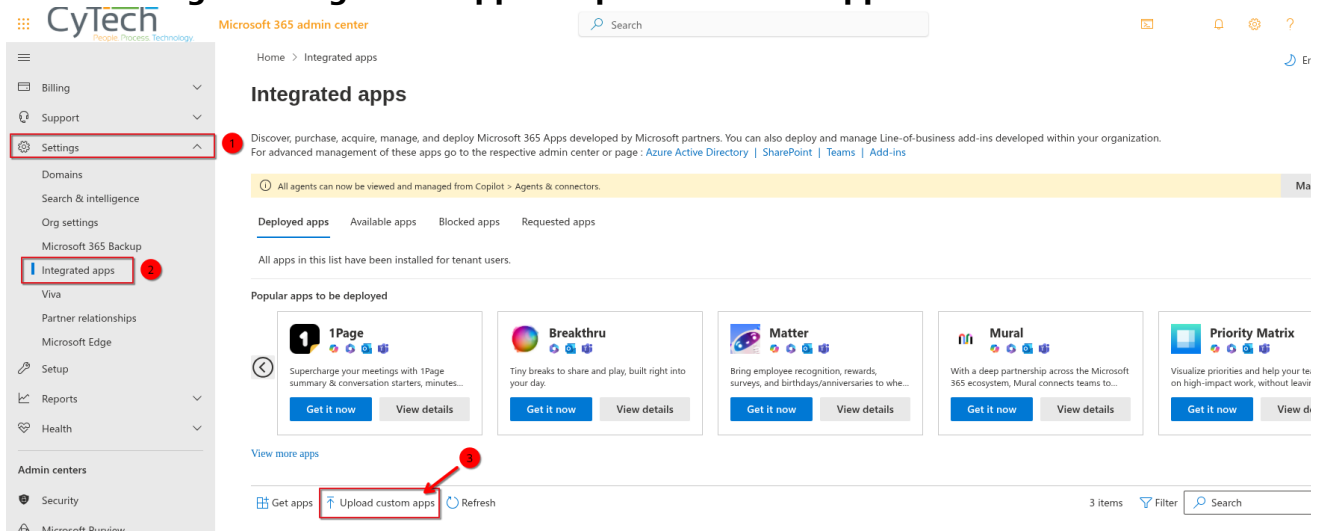 CyTech
People. Process. Technology.
Microsoft 365 admin center
Search
?
Home > Integrated apps
Er
Billing
Support
Settings
Domains
Search & intelligence
Org settings
Microsoft 365 Backup
Integrated apps
Viva
Partner relationships
Microsoft Edge
Setup
Reports
Health
Admin centers
Security
Microsoft Purview
1
2
Integrated apps
Discover, purchase, acquire, manage, and deploy Microsoft 365 Apps developed by Microsoft partners. You can also deploy and manage Line-of-business add-ins developed within your organization.
For advanced management of these apps go to the respective admin center or page : Azure Active Directory | SharePoint | Teams | Add-ins
All agents can now be viewed and managed from Copilot > Agents & connectors.
Ma
Deployed apps Available apps Blocked apps Requested apps
All apps in this list have been installed for tenant users.
Popular apps to be deployed
1Page
Supercharge your meetings with 1Page
summary & conversation starters, minutes...
Get it now View details
Breakthru
Tiny breaks to share and play, built right into
your day.
Get it now View details
Matter
Bring employee recognition, rewards,
surveys, and birthdays/anniversaries to whe...
Get it now View details
Mural
With a deep partnership across the Microsoft
365 ecosystem, Mural connects teams to...
Get it now View details
Priority Matrix
Visualize priorities and help your te
on high-impact work, without leavi
Get it now View d
View more apps
3
Get apps Upload custom apps Refresh
3 items Filter Search